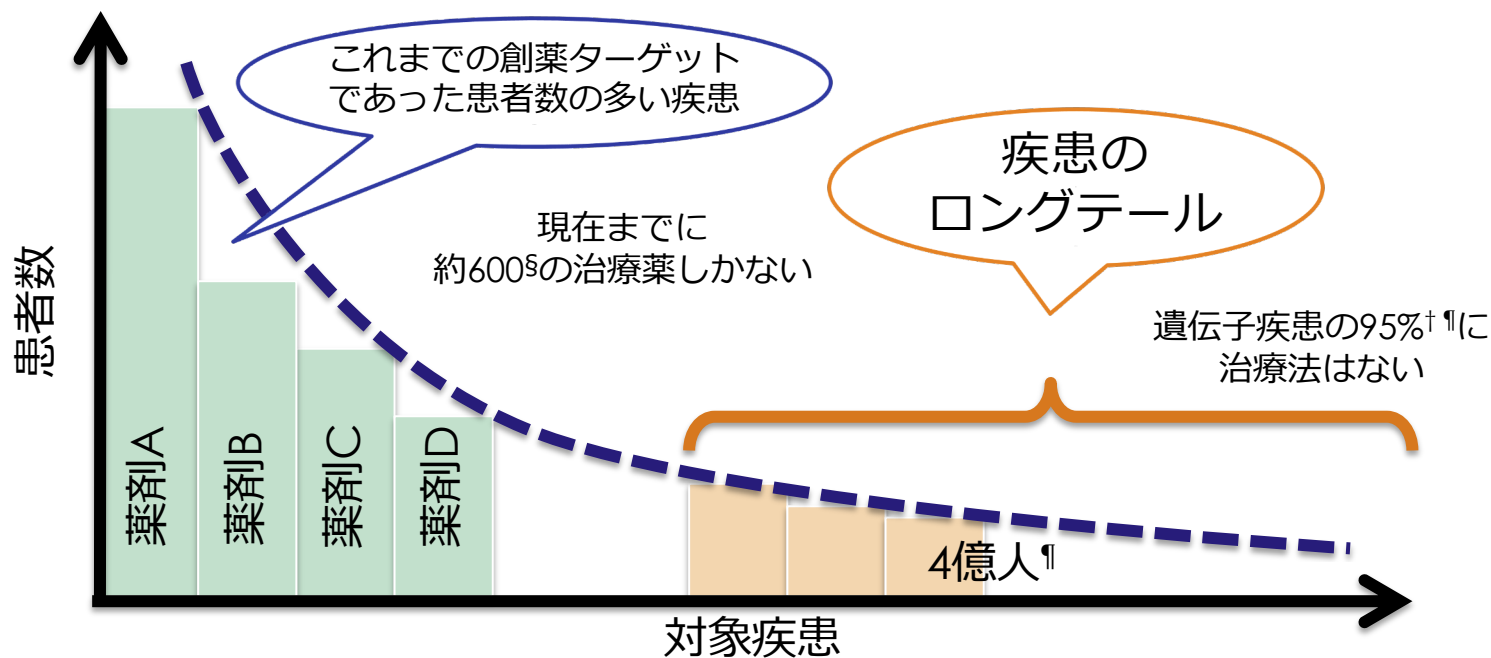 これまでの創薬ターゲット
であった患者数の多い疾患
疾患の
ロングテール
現在までに
約600§の治療薬しかない
遺伝子疾患の95%†¶に
治療法はない
患者数
薬剤A
薬剤B
薬剤C
薬剤D
4億人¶
対象疾患